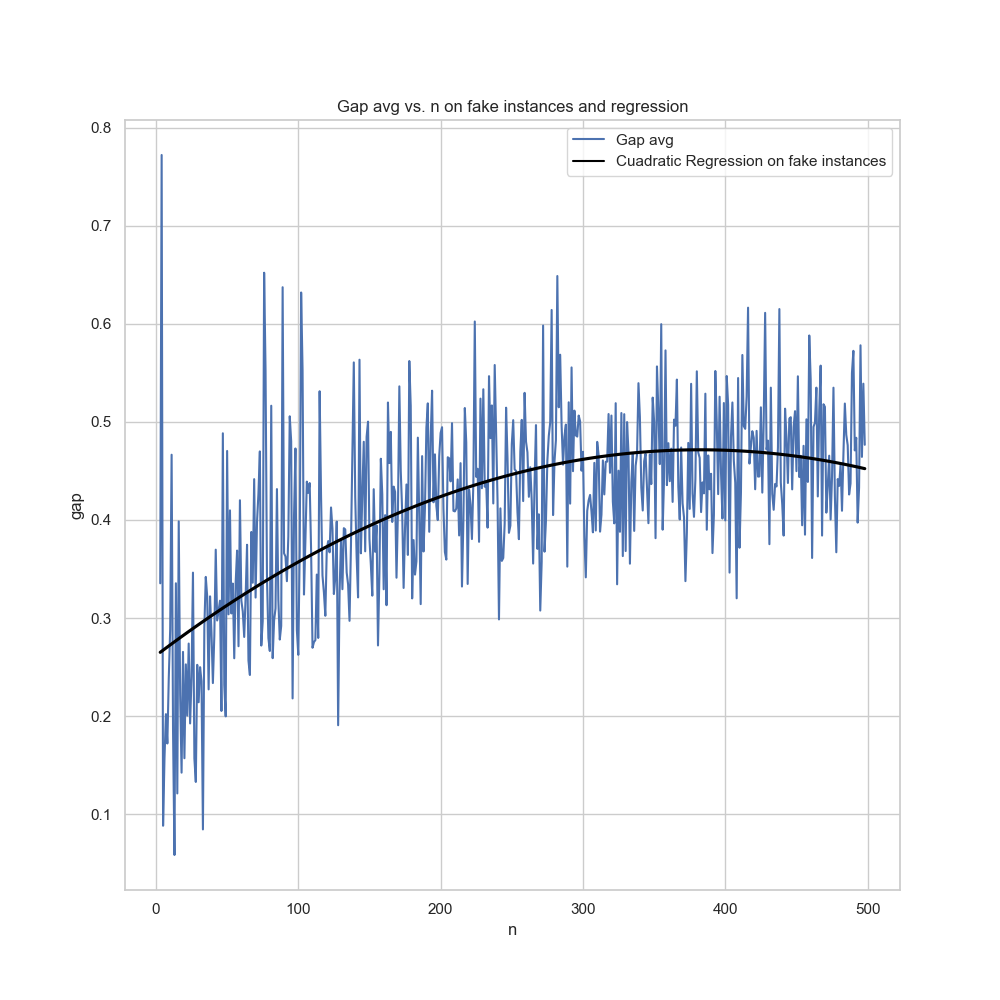 Gap avg vs. n on fake instances and regression
Gap avg
Cuadratic Regression on fake instances
0.8
0.7
0.6
0.5
0.4
0.3
0.2
0.1
gap
0 100 200 300 400 500
n